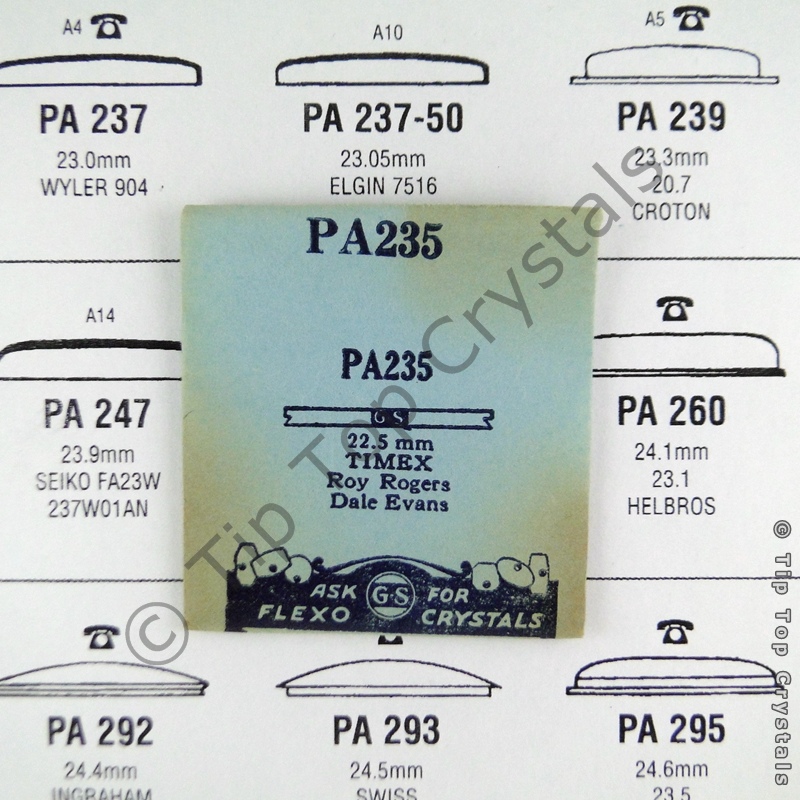 A4
A10
A5
PA 237
PA 237-50
PA 239
23.0mm
23.05mm
23.3mm
WYLER 904
ELGIN 7516
20.7
CROTON
PA235
A14
PA235
GS
22.5 mm
TIMEX
Roy Rogers
Dale Evans
ASK GS FOR
FLEXO CRYSTALS
PA 247
PA 260
23.9mm
24.1mm
SEIKO FA23W
23.1
237W01AN
HELBROS
PA 292
PA 293
PA 295
24.4mm
24.5mm
24.6mm
INGRAHAM
SWISS
23.5
© Tip Top Crystals
© Tip Top Crystals